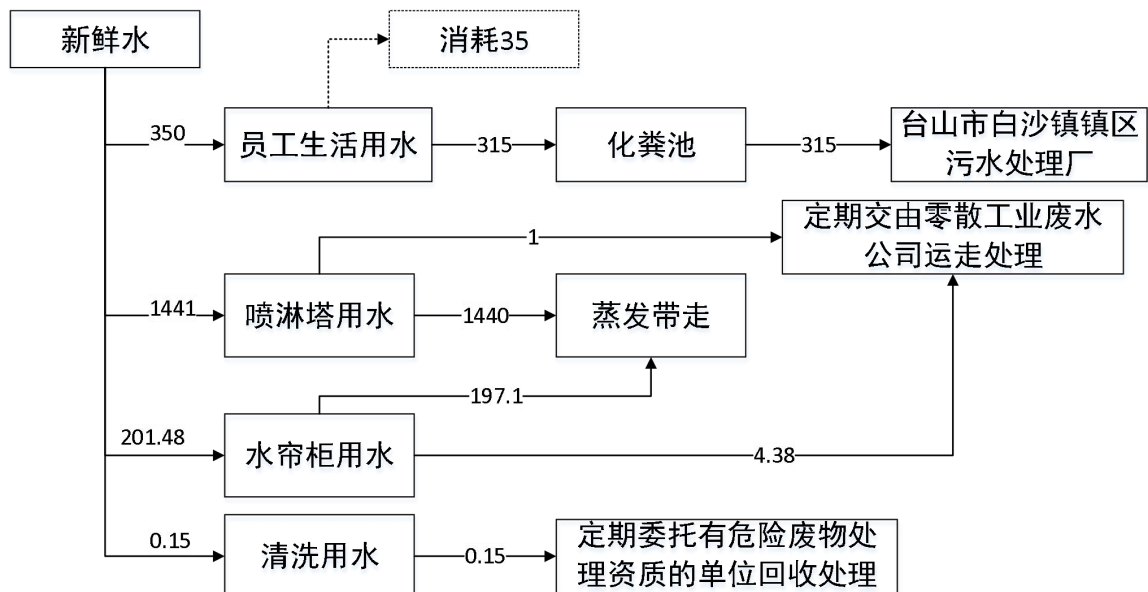 新鲜水
消耗35
350
员工生活用水
315
化粪池
315
台山市白沙镇镇区
污水处理厂
1
定期交由零散工业废水
公司运走处理
1441
喷淋塔用水
1440
蒸发带走
197.1
201.48
水帘柜用水
4.38
0.15
清洗用水
0.15
定期委托有危险废物处
理资质的单位回收处理